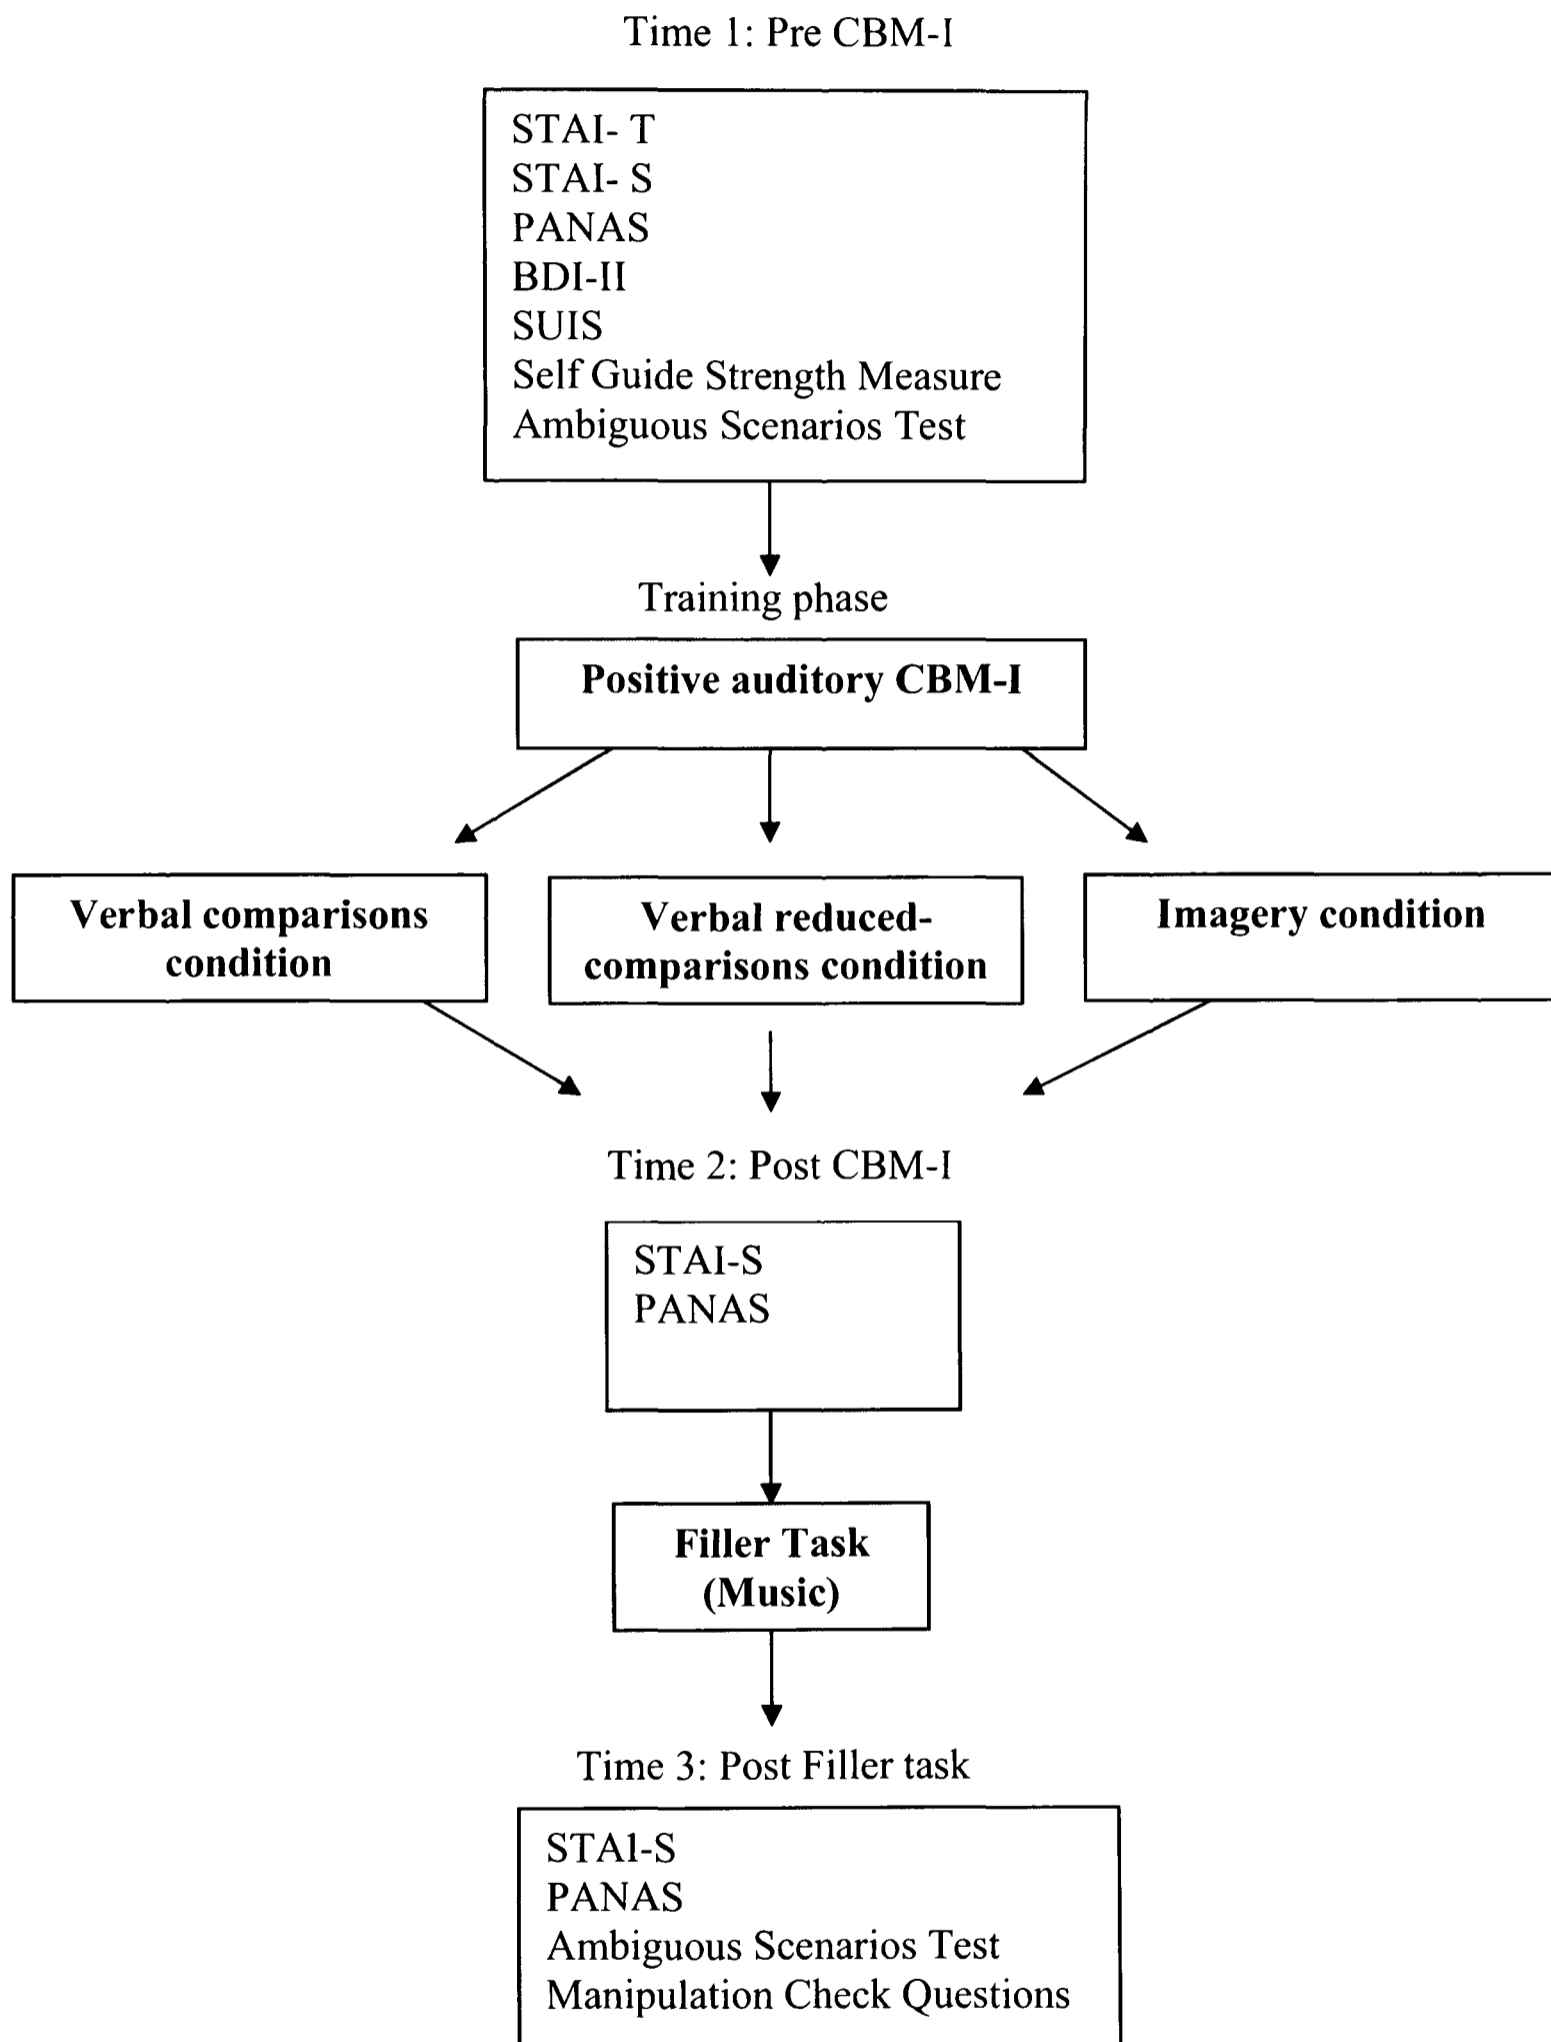 Time 1: Pre CBM-I
STAI- T
STAI- S
PANAS
BDI-II
SUIS
Self Guide Strength Measure
Ambiguous Scenarios Test
Training phase
Positive auditory CBM-I
Verbal comparisons
condition
Verbal reduced-
comparisons condition
Imagery condition
Time 2: Post CBM-I
STAI-S
PANAS
Filler Task
(Music)
Time 3: Post Filler task
STAI-S
PANAS
Ambiguous Scenarios Test
Manipulation Check Questions